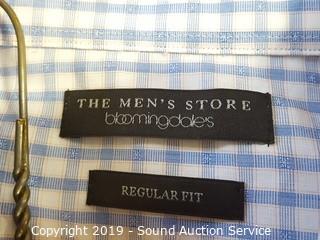 THE MEN'S STORE
bloomingdale's
REGULAR FIT
Copyright 2019 - Sound Auction Service